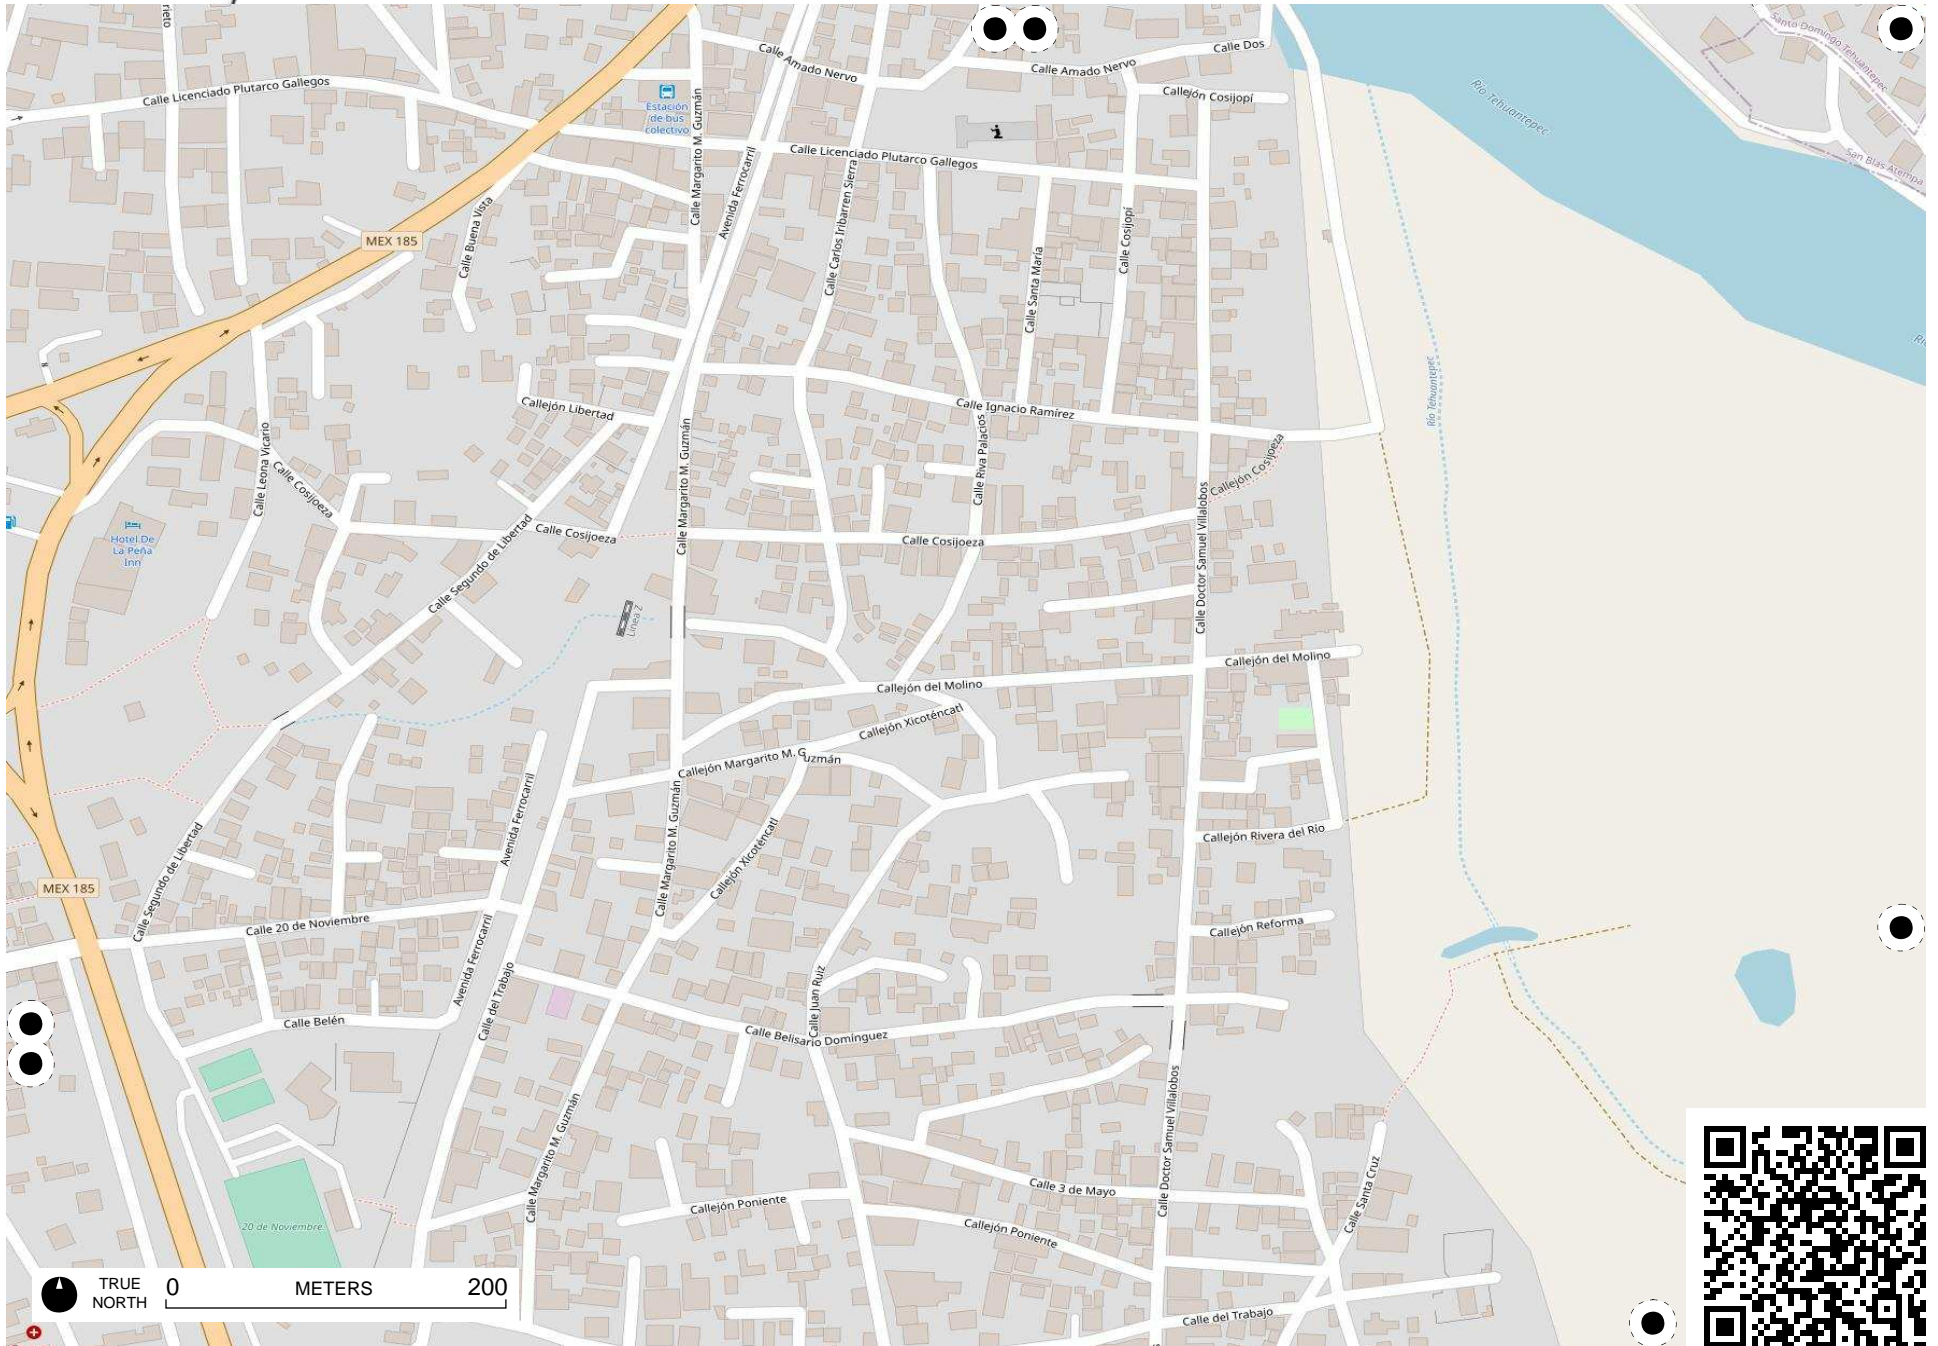 Calle Amado Nervo
Calle Amado Nervo
Calle Dos
Santo Domingo Tehuantepec
Calle Licenciado Plutarco Gallegos
Estación
de bus
colectivo
Calle Margarito M. Guzmán
Callejón Cosijopí
Río Tehuantepec
San Blas Atempa
Avenida Ferrocarril
Calle Licenciado Plutarco Gallegos
Calle Carlos Iribarren Sierra
MEX 185
Calle Buena Vista
Calle Santa María
Calle Cosijopí
Río Tehuantepec
Callejón Libertad
Calle Ignacio Ramírez
Calle Leona Vicario
Calle Cosijoeza
Calle Margarito M. Guzmán
Calle Riva Palacios
Callejón Cosijoeza
Hotel De
La Peña
Inn
Calle Segundo de Libertad
Calle Cosijoeza
Calle Cosijoeza
Calle Doctor Samuel Villalobos
Línea Z
Callejón del Molino
Callejón del Molino
Callejón Xicoténcatl
Callejón Margarito M. Guzmán
Avenida Ferrocarril
Calle Margarito M. Guzmán
Callejón Xicoténcatl
Callejón Rivera del Rio
Calle Segundo de Libertad
MEX 185
Calle 20 de Noviembre
Callejón Reforma
Avenida Ferrocarril
Calle del Trabajo
Calle Juan Ruiz
Calle Belén
Calle Belisario Domínguez
Calle Margarito M. Guzmán
Calle Doctor Samuel Villalobos
Calle 3 de Mayo
Calle Santa Cruz
Callejón Poniente
Callejón Poniente
20 de Noviembre
Calle del Trabajo
TRUE
NORTH
0 METERS 200